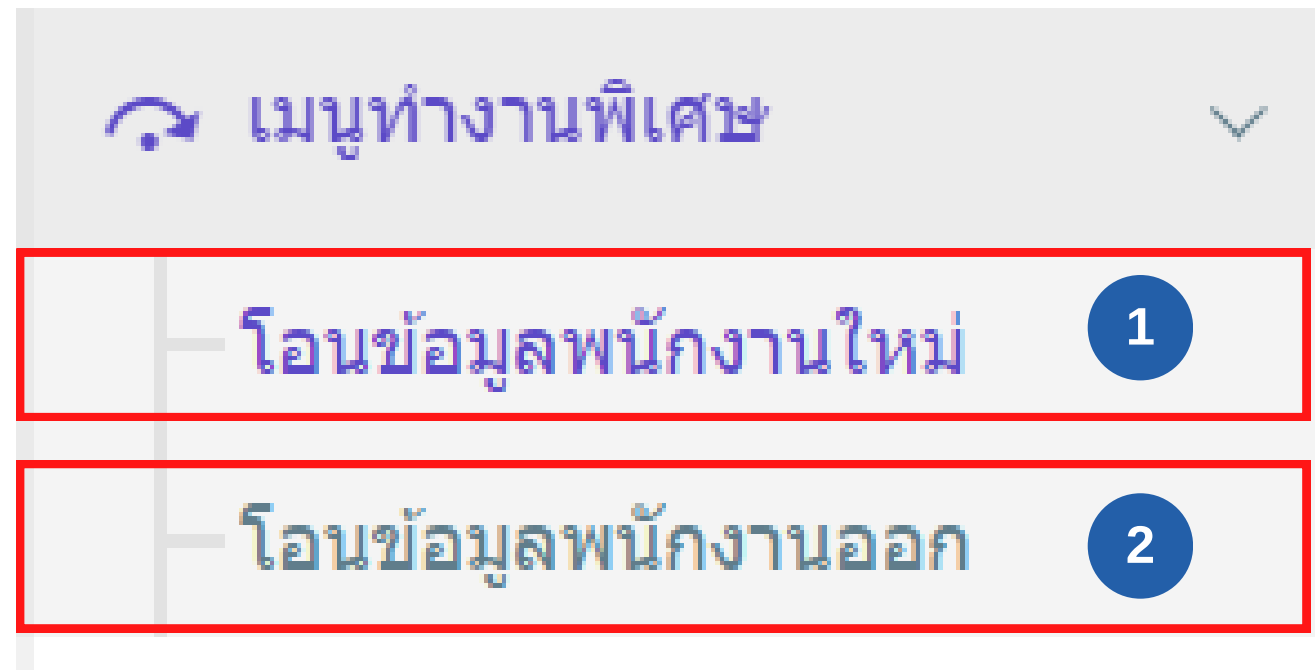 เมนูทำงานพิเศษ
โอนข้อมูลพนักงานใหม่ 1
โอนข้อมูลพนักงานออก 2